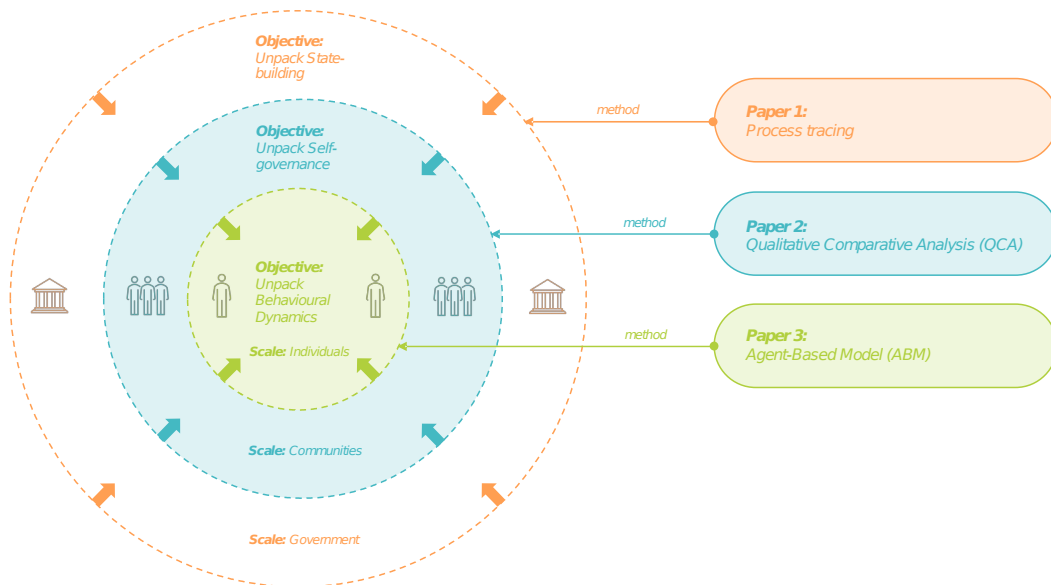 Objective:
Unpack State-
building
method
Paper 1:
Process tracing
Objective:
Unpack Self-
governance
method
Paper 2:
Qualitative Comparative Analysis (QCA)
Objective:
Unpack
Behavioural
Dynamics
Scale: Individuals
method
Paper 3:
Agent-Based Model (ABM)
Scale: Communities
Scale: Government